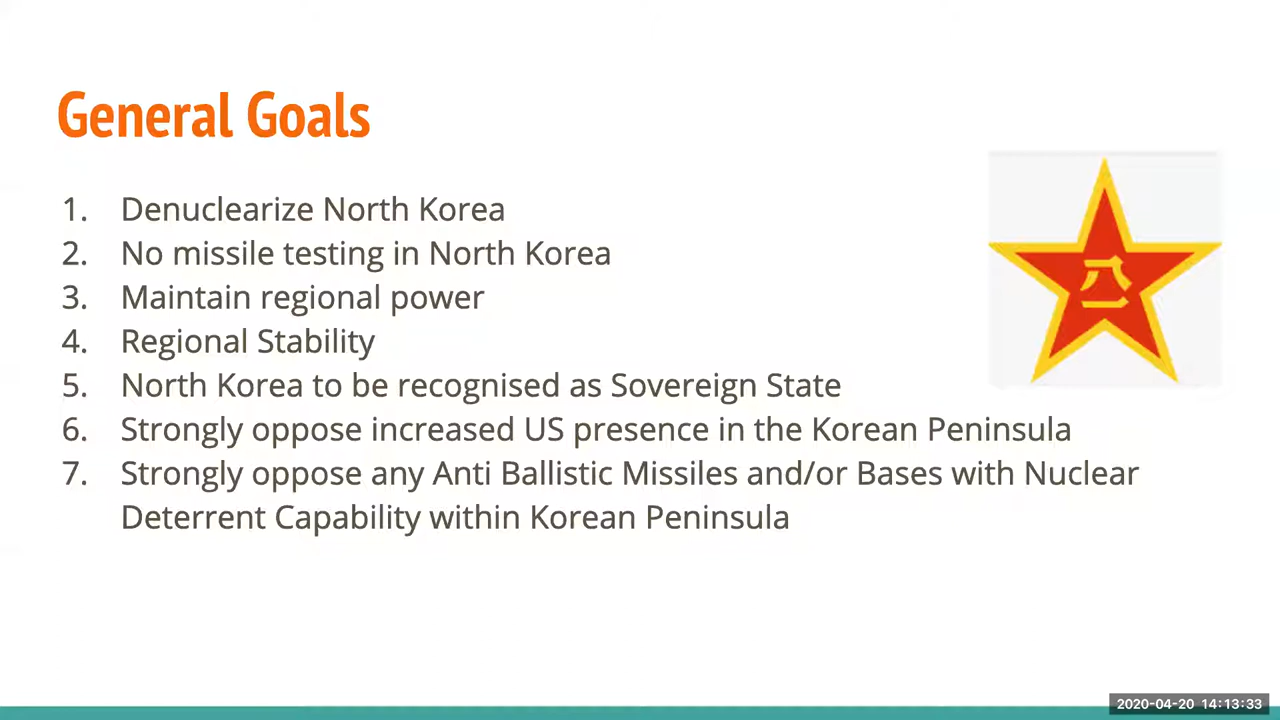 General Goals
1. Denuclearize North Korea
2. No missile testing in North Korea
3. Maintain regional power
4. Regional Stability
5. North Korea to be recognised as Sovereign State
6. Strongly oppose increased US presence in the Korean Peninsula
7. Strongly oppose any Anti Ballistic Missiles and/or Bases with Nuclear
Deterrent Capability within Korean Peninsula
八一
2020-04-20 14:13:33